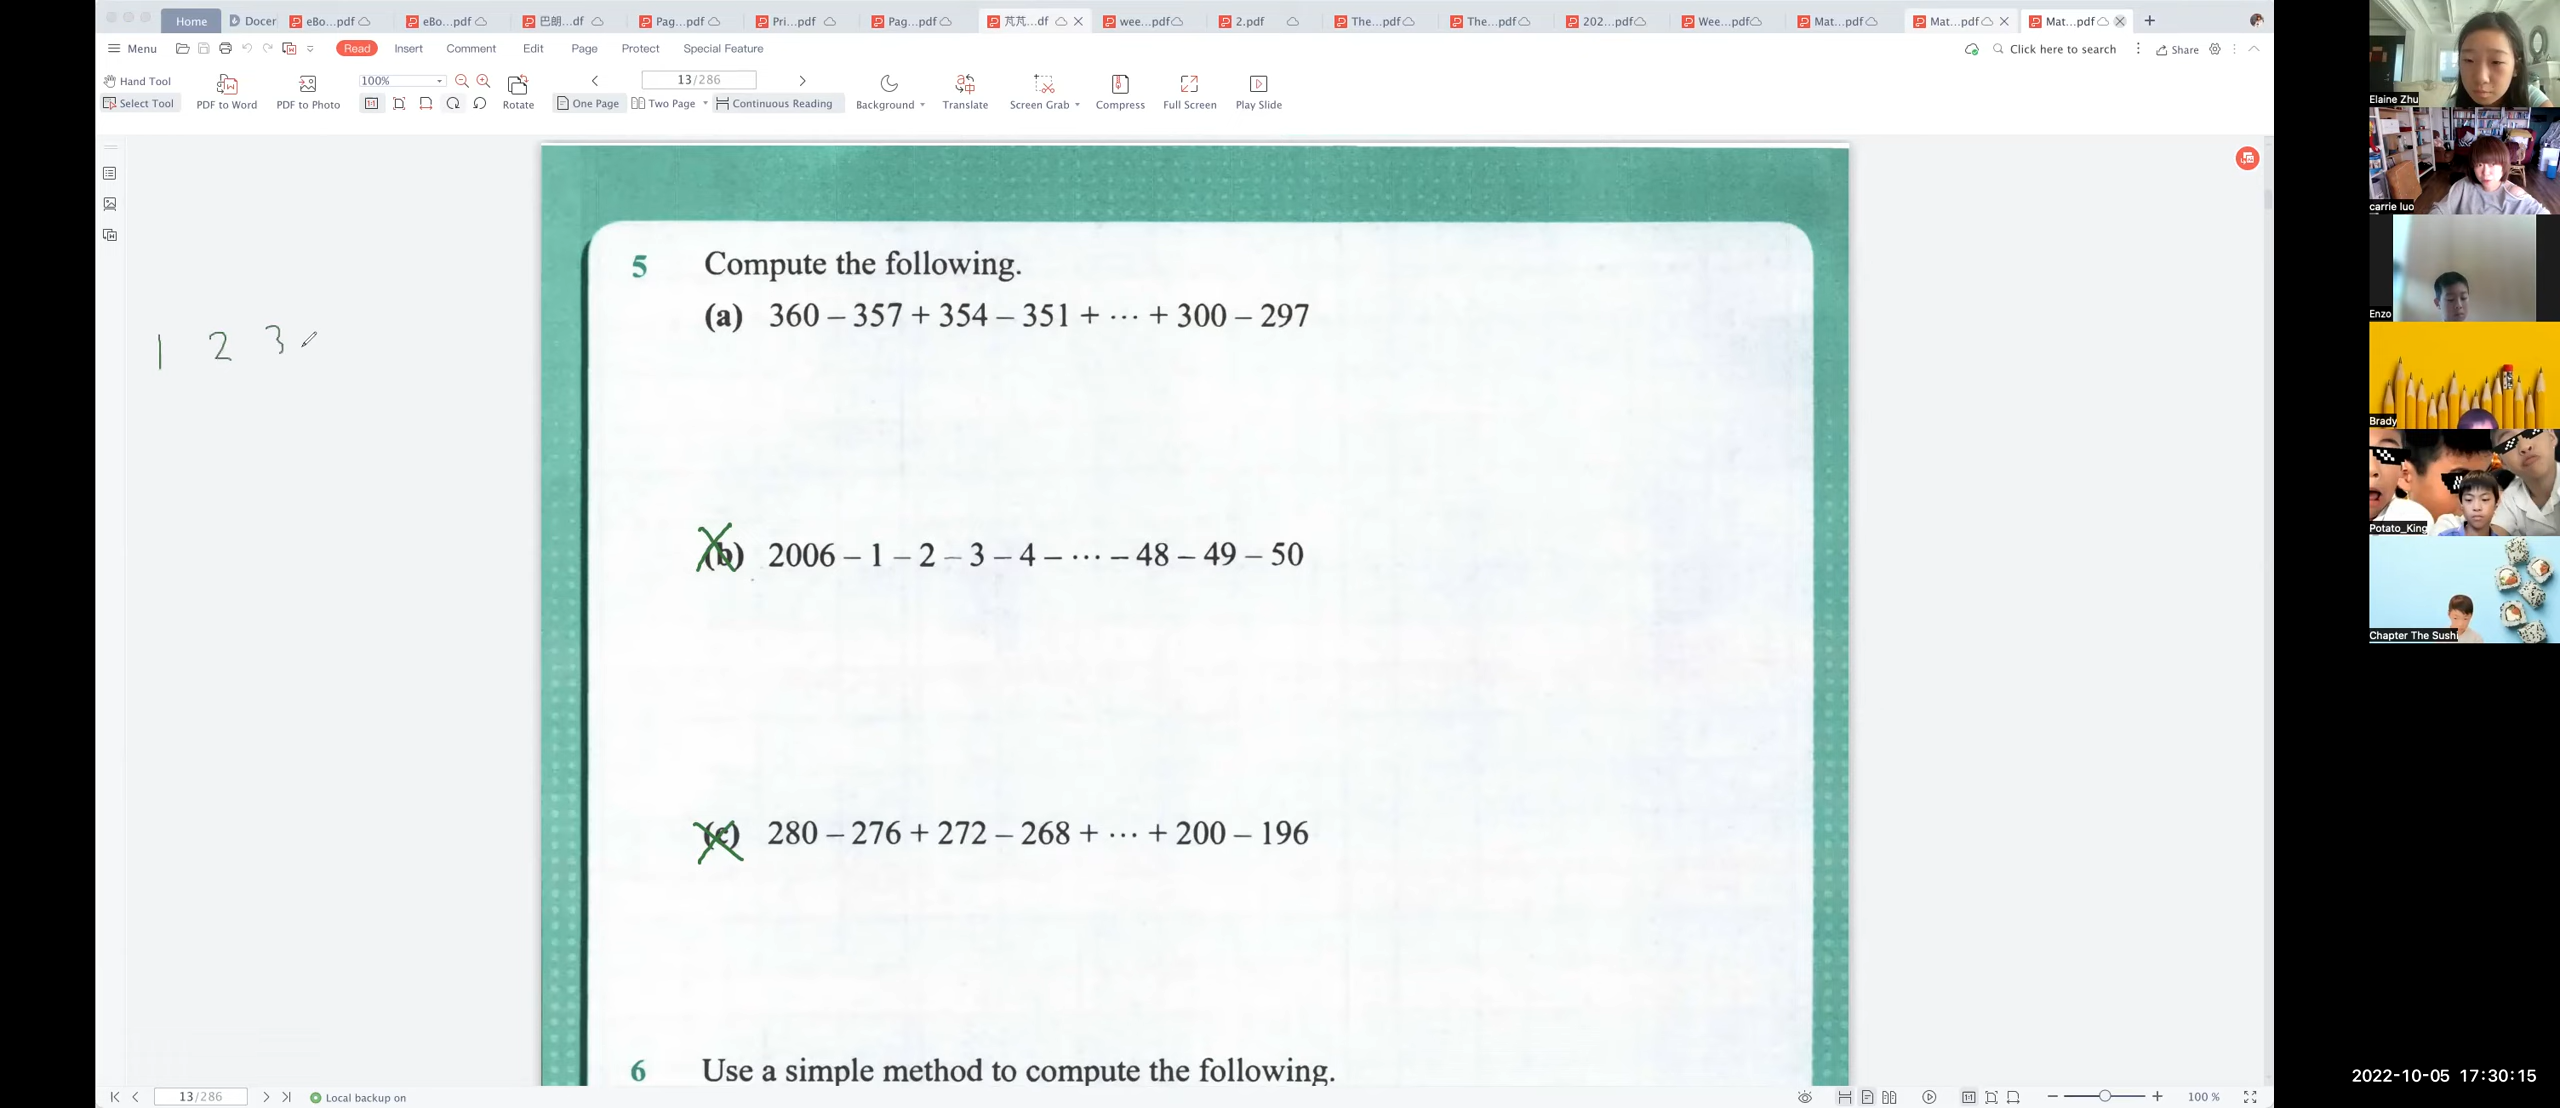 Home Docer eBo...pdf eBo...pdf 巴朗...df Pag...pdf Pri...pdf Pag...pdf 芃芃...df wee...pdf 2.pdf The...pdf The...pdf 202...pdf Wee...pdf Mat...pdf Mat...pdf Mat...pdf
Menu Read Insert Comment Edit Page Protect Special Feature Click here to search Share
Hand Tool
Select Tool
PDF to Word PDF to Photo
100%
Rotate
13/286
One Page Two Page Continuous Reading
Background Translate Screen Grab Compress Full Screen Play Slide
5 Compute the following.
(a) 360 – 357 + 354 – 351 + ··· + 300 – 297
1 2 3
(b) 2006 – 1 – 2 – 3 – 4 – ··· – 48 – 49 – 50
(c) 280 – 276 + 272 – 268 + ··· + 200 – 196
6 Use a simple method to compute the following.
13/286 Local backup on
100 %
Elaine Zhu
carrie luo
Enzo
Brady
Potato_King
Chapter The Sushi
2022-10-05 17:30:15